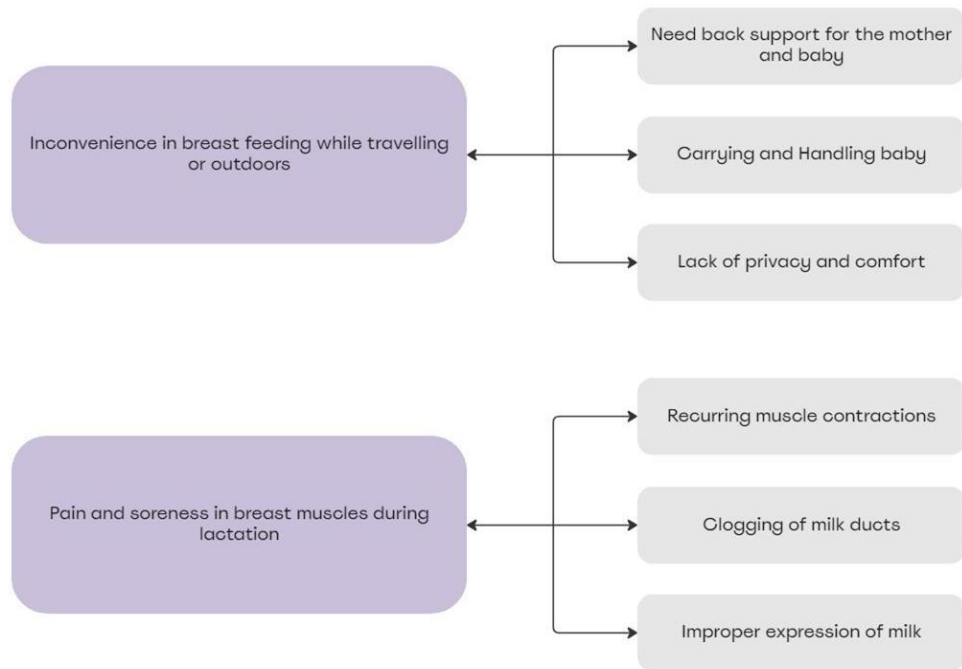 Need back support for the mother
and baby
Inconvenience in breast feeding while travelling
or outdoors
Carrying and Handling baby
Lack of privacy and comfort
Recurring muscle contractions
Pain and soreness in breast muscles during
lactation
Clogging of milk ducts
Improper expression of milk